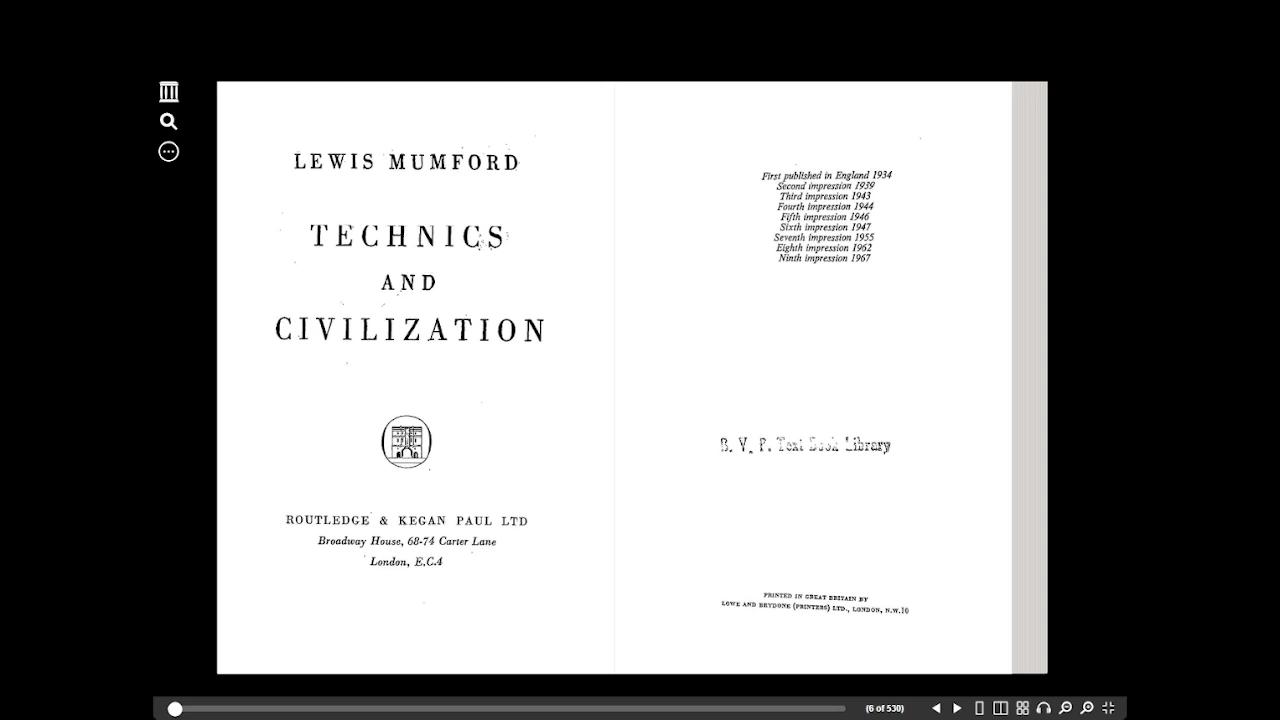 LEWIS MUMFORD
TECHNICS
AND
CIVILIZATION
ROUTLEDGE & KEGAN PAUL LTD
Broadway House, 68-74 Carter Lane
London, E.C.4
First published in England 1934
Second impression 1939
Third impression 1943
Fourth impression 1944
Fifth impression 1946
Sixth impression 1947
Seventh impression 1955
Eighth impression 1962
Ninth impression 1967
B. V. P. Text Book Library
PRINTED IN GREAT BRITAIN BY
LOWE AND BRYDONE (PRINTERS) LTD., LONDON, N.W.10
(6 of 530)